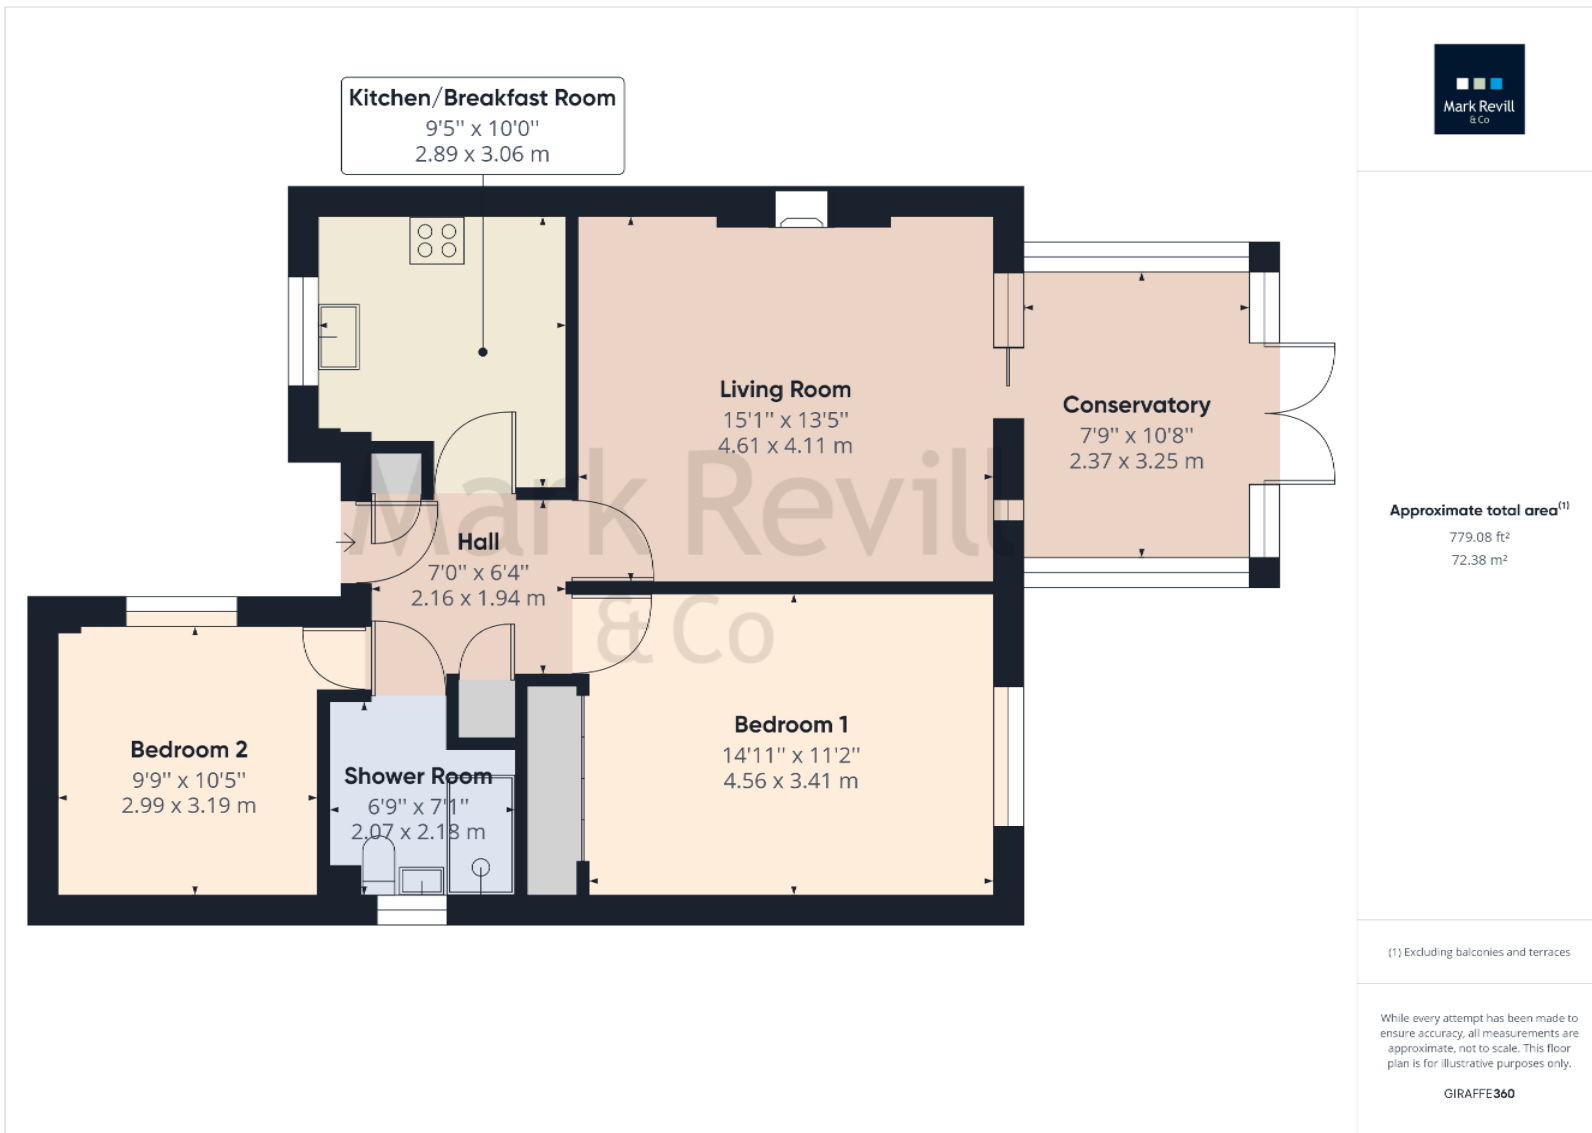 Kitchen/Breakfast Room
9'5" x 10'0"
2.89 x 3.06 m
Living Room
15'1" x 13'5"
4.61 x 4.11 m
Conservatory
7'9" x 10'8"
2.37 x 3.25 m
Hall
7'0" x 6'4"
2.16 x 1.94 m
Bedroom 2
9'9" x 10'5"
2.99 x 3.19 m
Shower Room
6'9" x 7'1"
2.07 x 2.18 m
Bedroom 1
14'11" x 11'2"
4.56 x 3.41 m
Mark Revill
& Co
Mark Revill
& Co
Approximate total area(1)
779.08 ft²
72.38 m²
(1) Excluding balconies and terraces
While every attempt has been made to
ensure accuracy, all measurements are
approximate, not to scale. This floor
plan is for illustrative purposes only.
GIRAFFE360